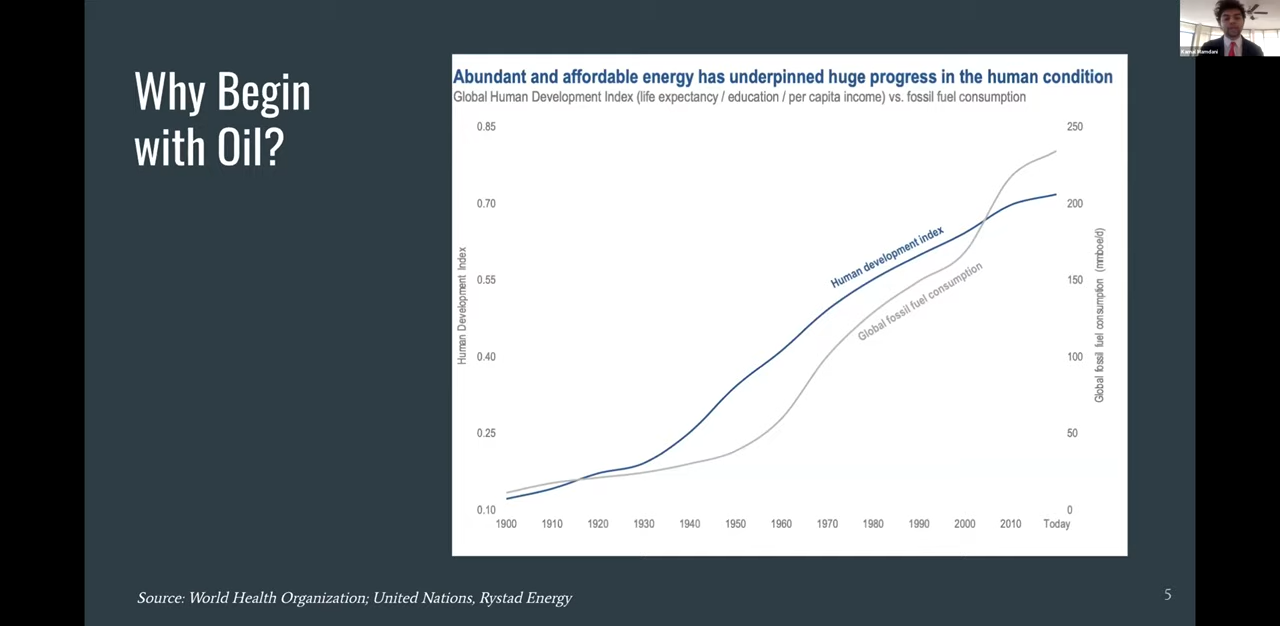 Why Begin
with Oil?
Abundant and affordable energy has underpinned huge progress in the human condition
Global Human Development Index (life expectancy / education / per capita income) vs. fossil fuel consumption
0.85
0.70
0.55
0.40
0.25
0.10
Human Development Index
Human development index
Global fossil fuel consumption
250
200
150
100
50
0
Global fossil fuel consumption (mmboe/d)
1900 1910 1920 1930 1940 1950 1960 1970 1980 1990 2000 2010 Today
Source: World Health Organization; United Nations, Rystad Energy
5